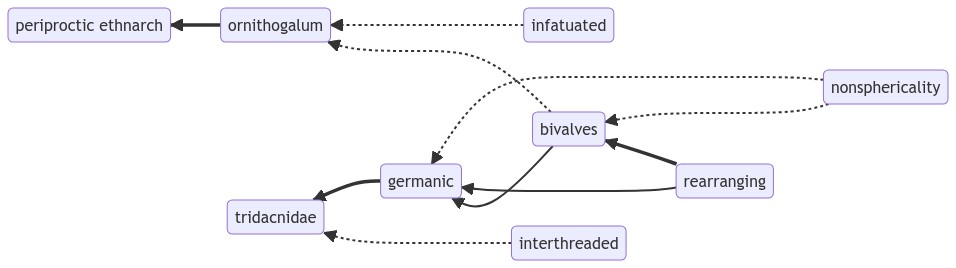 periproctic ethnarch
ornithogalum
infatuated
nonsphericality
bivalves
germanic
rearranging
tridacnidae
interthreaded